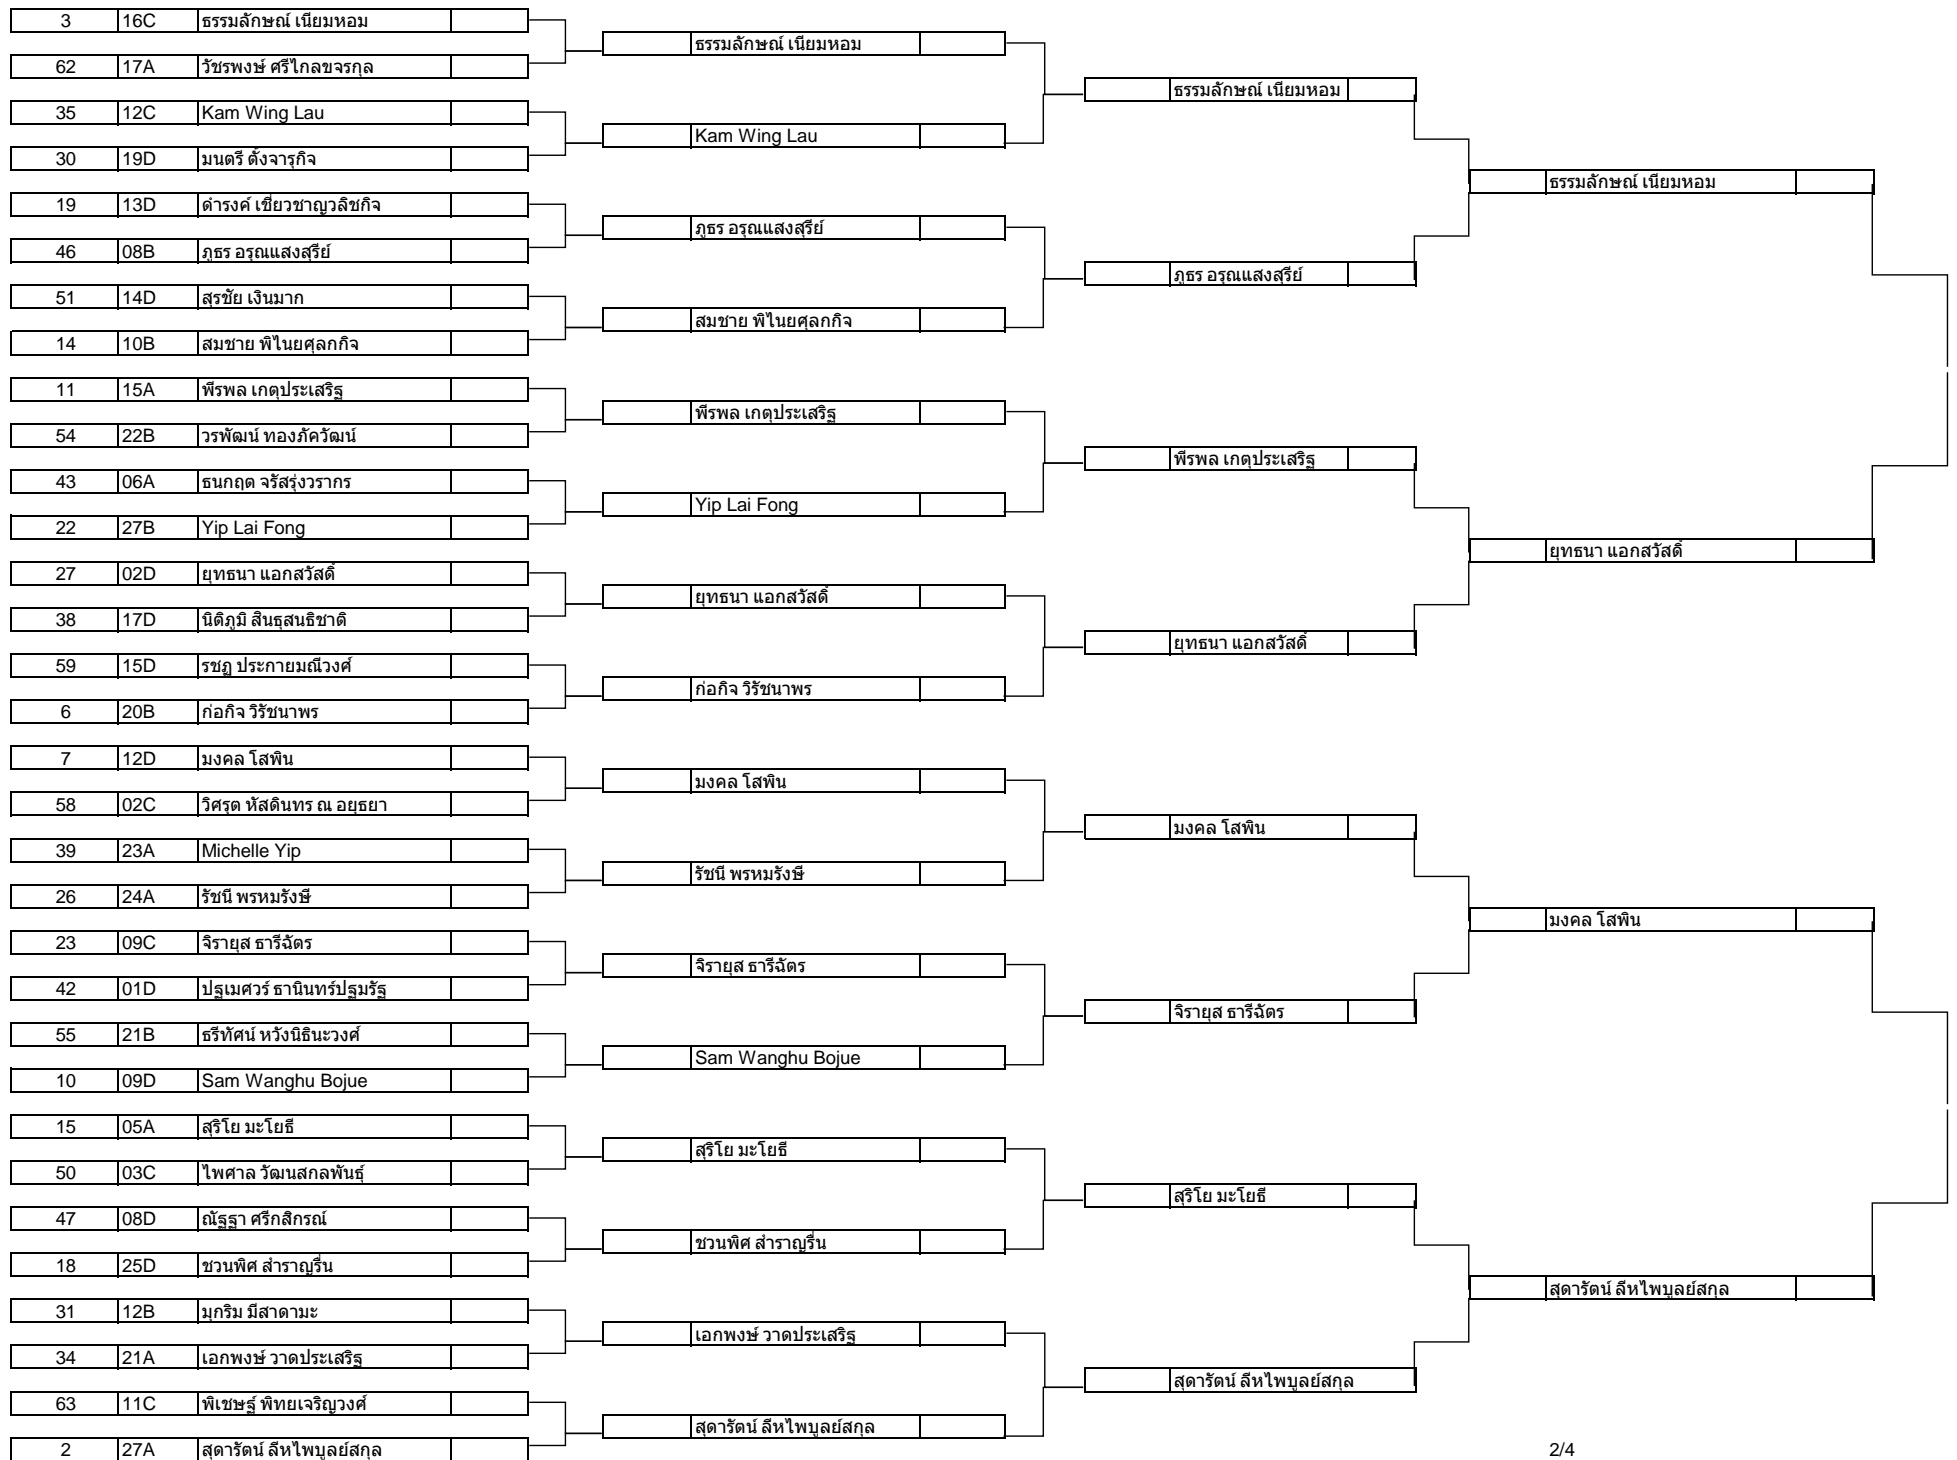 3 16C ธรรมลักษณ์ เนียมหอม
ธรรมลักษณ์ เนียมหอม
62 17A วัชรพงษ์ ศรีไกลขจรกุล
ธรรมลักษณ์ เนียมหอม
35 12C Kam Wing Lau
Kam Wing Lau
30 19D มนตรี ตั้งจารุกิจ
ธรรมลักษณ์ เนียมหอม
19 13D ดำรงค์ เชี่ยวชาญวลิชกิจ
ภูธร อรุณแสงสุรีย์
46 08B ภูธร อรุณแสงสุรีย์
ภูธร อรุณแสงสุรีย์
51 14D สุรชัย เงินมาก
สมชาย พิไนยศุลกกิจ
14 10B สมชาย พิไนยศุลกกิจ
11 15A พีรพล เกตุประเสริฐ
พีรพล เกตุประเสริฐ
54 22B วรพัฒน์ ทองภัควัฒน์
พีรพล เกตุประเสริฐ
43 06A ธนกฤต จรัสรุ่งวรากร
Yip Lai Fong
22 27B Yip Lai Fong
ยุทธนา แอกสวัสดิ์
27 02D ยุทธนา แอกสวัสดิ์
ยุทธนา แอกสวัสดิ์
38 17D นิติภูมิ สินธุสนธิชาติ
ยุทธนา แอกสวัสดิ์
59 15D รชฏ ประกายมณีวงศ์
ก่อกิจ วิรัชนาพร
6 20B ก่อกิจ วิรัชนาพร
7 12D มงคล โสพิน
มงคล โสพิน
58 02C วิศรุต หัสดินทร ณ อยุธยา
มงคล โสพิน
39 23A Michelle Yip
รัชนี พรหมรังษี
26 24A รัชนี พรหมรังษี
มงคล โสพิน
23 09C จิรายุส ธารีฉัตร
จิรายุส ธารีฉัตร
42 01D ปฐเมศวร์ ธานินทร์ปฐมรัฐ
จิรายุส ธารีฉัตร
55 21B ธรีทัศน์ หวังนิธินะวงศ์
Sam Wanghu Bojue
10 09D Sam Wanghu Bojue
15 05A สุริโย มะโยธี
สุริโย มะโยธี
50 03C ไพศาล วัฒนสกลพันธุ์
สุริโย มะโยธี
47 08D ณัฐฐา ศรีกสิกรณ์
ชวนพิศ สำราญรื่น
18 25D ชวนพิศ สำราญรื่น
สุดารัตน์ ลีหไพบูลย์สกุล
31 12B มุกริม มีสาดามะ
เอกพงษ์ วาดประเสริฐ
34 21A เอกพงษ์ วาดประเสริฐ
สุดารัตน์ ลีหไพบูลย์สกุล
63 11C พิเชษฐ์ พิทยเจริญวงศ์
สุดารัตน์ ลีหไพบูลย์สกุล
2 27A สุดารัตน์ ลีหไพบูลย์สกุล
2/4